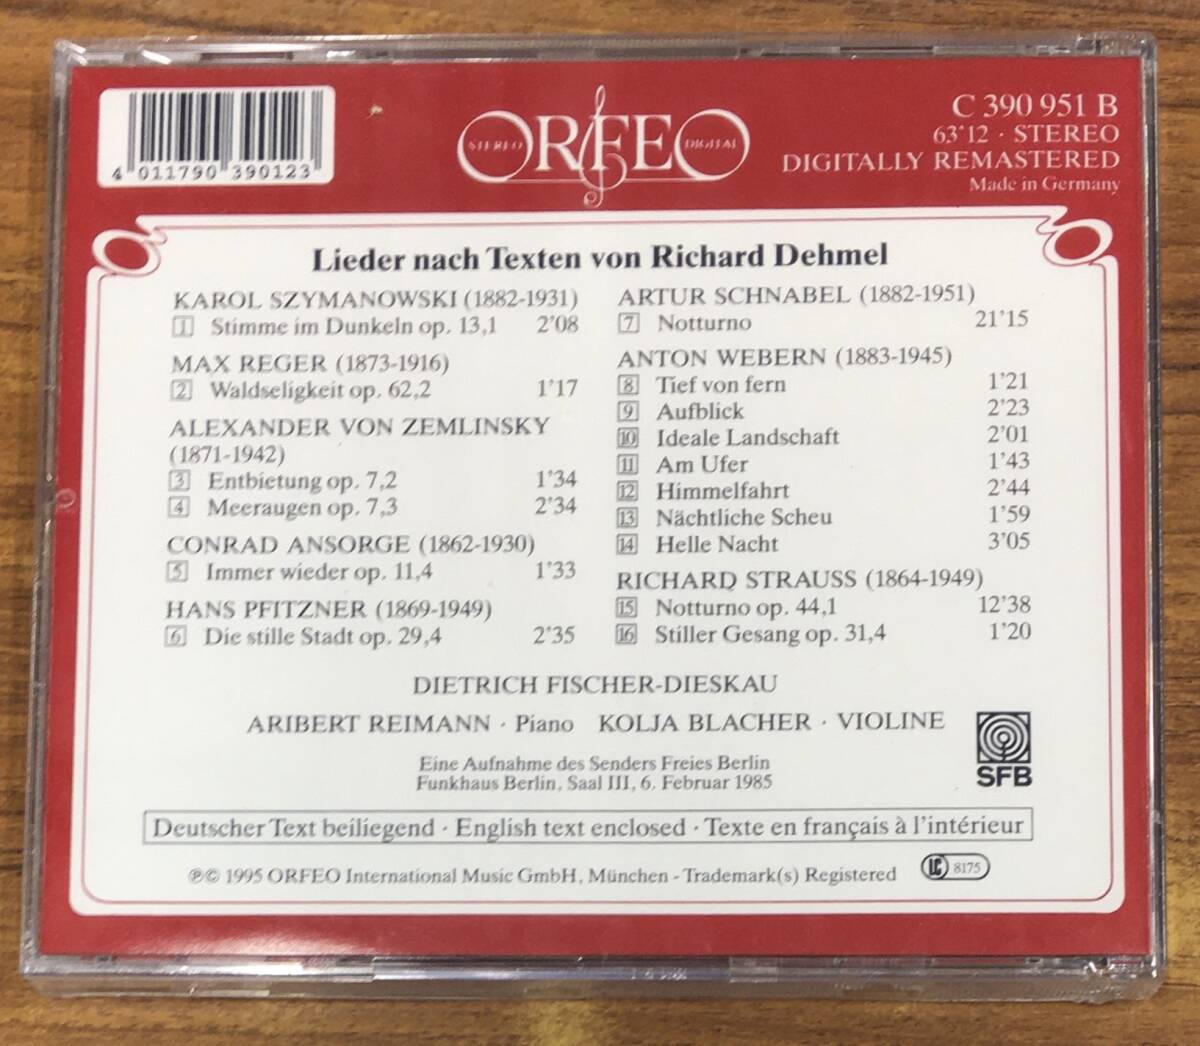 4 011790 390123
STEREO ORFEO DIGITAL
C 390 951 B
63'12 · STEREO
DIGITALLY REMASTERED
Made in Germany
Lieder nach Texten von Richard Dehmel
KAROL SZYMANOWSKI (1882-1931)
1 Stimme im Dunkeln op. 13,1 2'08
MAX REGER (1873-1916)
2 Waldseligkeit op. 62,2 1'17
ALEXANDER VON ZEMLINSKY
(1871-1942)
3 Entbietung op. 7,2 1'34
4 Meeraugen op. 7,3 2'34
CONRAD ANSORGE (1862-1930)
5 Immer wieder op. 11,4 1'33
HANS PFITZNER (1869-1949)
6 Die stille Stadt op. 29,4 2'35
ARTUR SCHNABEL (1882-1951)
7 Notturno 21'15
ANTON WEBERN (1883-1945)
8 Tief von fern 1'21
9 Aufblick 2'23
10 Ideale Landschaft 2'01
11 Am Ufer 1'43
12 Himmelfahrt 2'44
13 Nächtliche Scheu 1'59
14 Helle Nacht 3'05
RICHARD STRAUSS (1864-1949)
15 Notturno op. 44,1 12'38
16 Stiller Gesang op. 31,4 1'20
DIETRICH FISCHER-DIESKAU
ARIBERT REIMANN · Piano KOLJA BLACHER · VIOLINE
Eine Aufnahme des Senders Freies Berlin
Funkhaus Berlin, Saal III, 6. Februar 1985
SFB
Deutscher Text beiliegend · English text enclosed · Texte en français à l'intérieur
℗© 1995 ORFEO International Music GmbH, München - Trademark(s) Registered
LC 8175